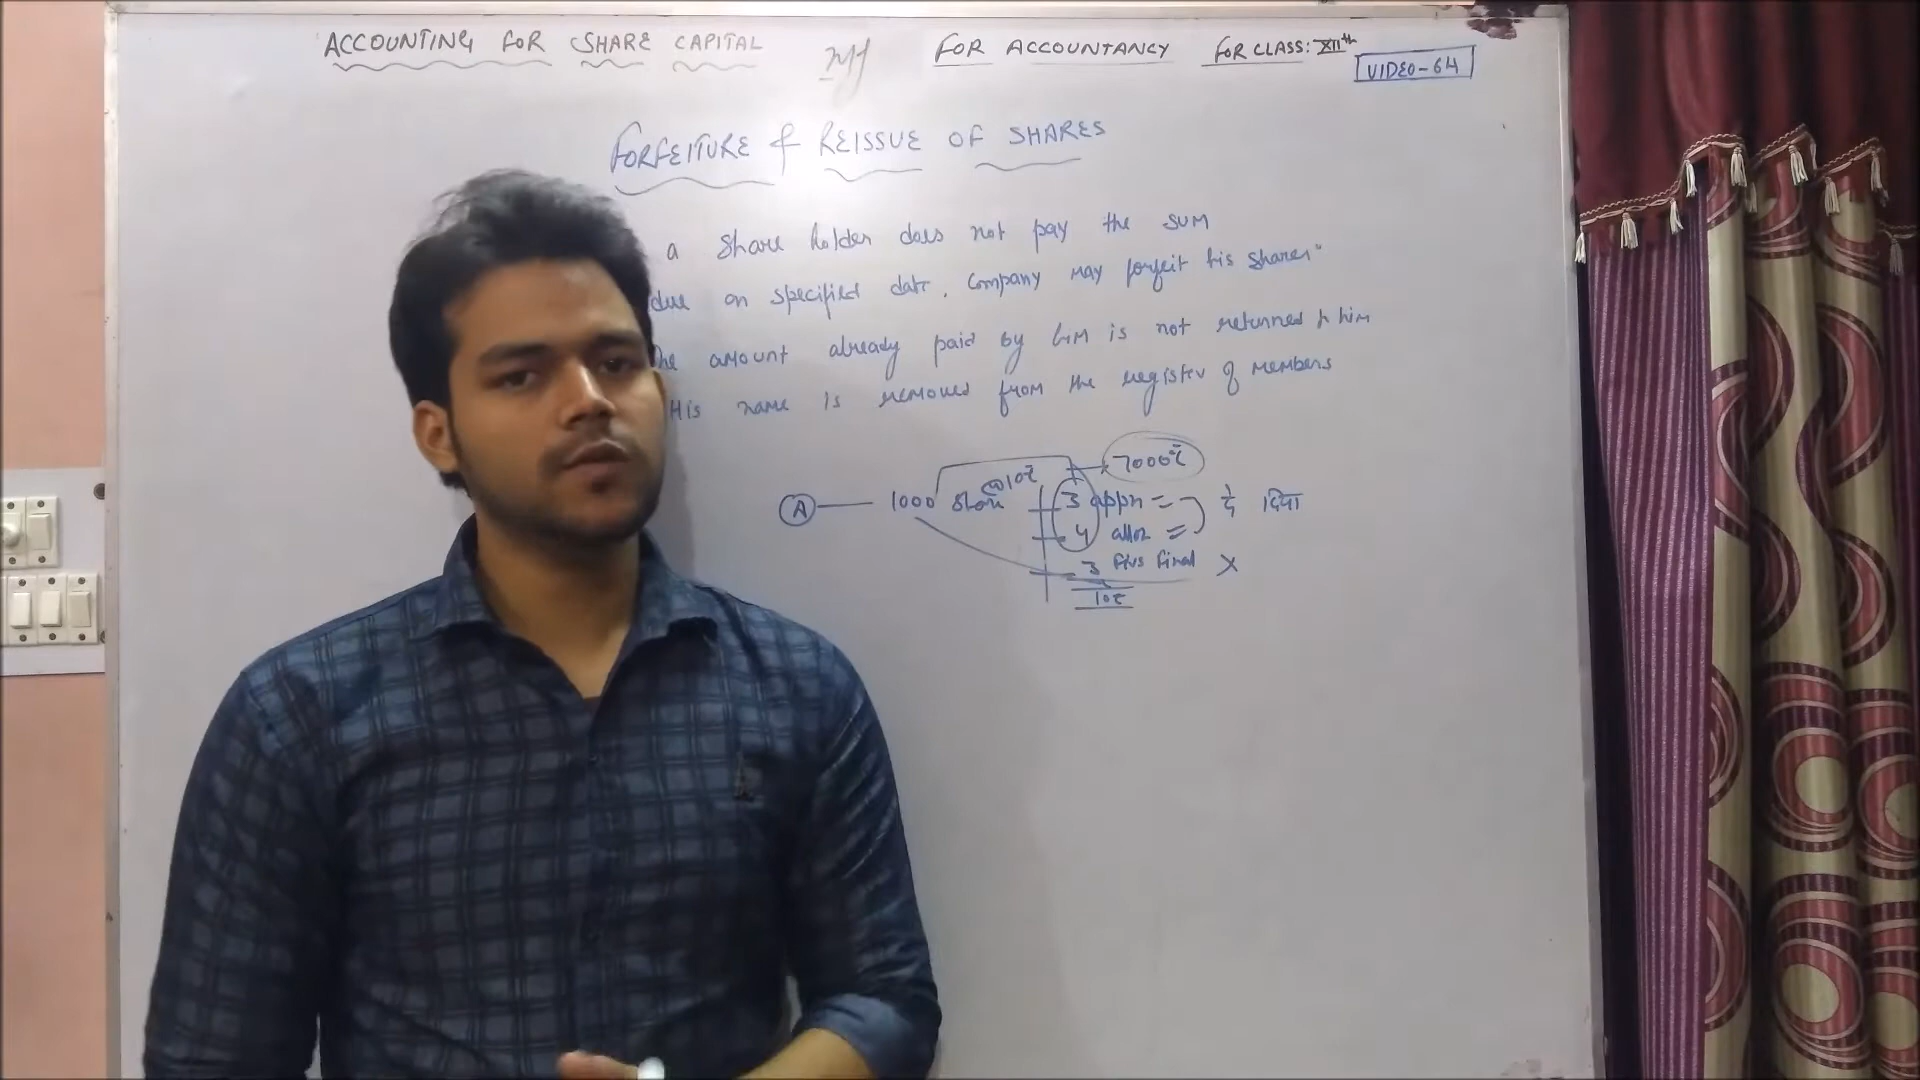 ACCOUNTING FOR SHARE CAPITAL FOR ACCOUNTANCY FOR CLASS: XIIth
VIDEO-64
FORFEITURE & REISSUE OF SHARES
a Share holder does not pay the SUM
due on specified date, Company may forfeit his shares"
The amount already paid by him is not returned to him
His name is removed from the register of members
7000₹
A 1000 Share @10₹ 3 appn = दिया
4 allot =
3 First Final X
10₹